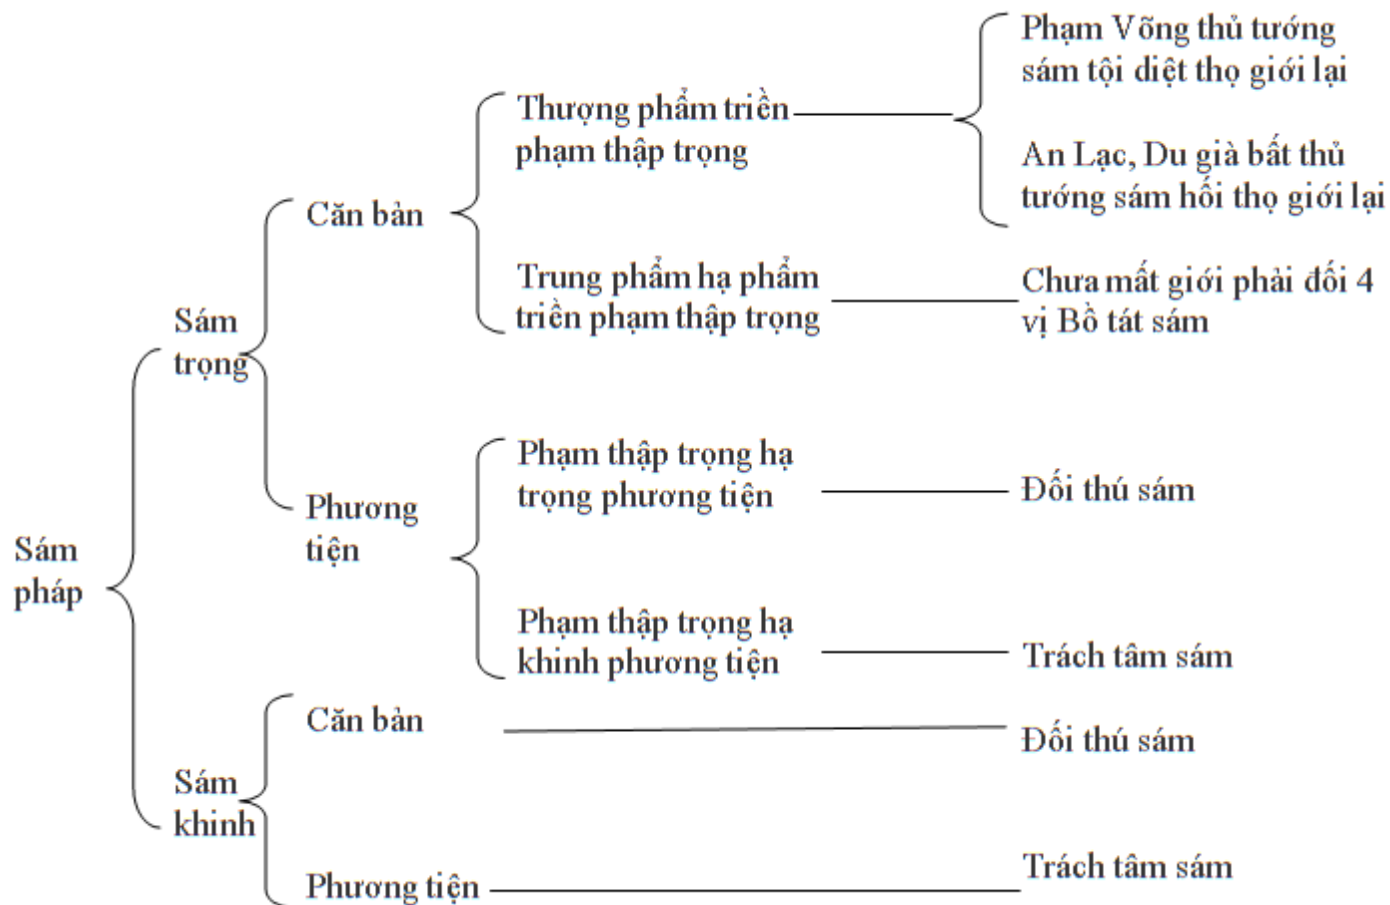 Phạm Võng thủ tướng
sám tội diệt thọ giới lại
Thượng phẩm triền
phạm thập trọng
An Lạc, Du già bất thủ
tướng sám hối thọ giới lại
Căn bản
Trung phẩm hạ phẩm
triền phạm thập trọng
Chưa mất giới phải đối 4
vị Bồ tát sám
Sám
trọng
Phạm thập trọng hạ
trọng phương tiện
Đối thú sám
Phương
tiện
Sám
pháp
Phạm thập trọng hạ
khinh phương tiện
Trách tâm sám
Căn bản
Đối thú sám
Sám
khinh
Phương tiện
Trách tâm sám